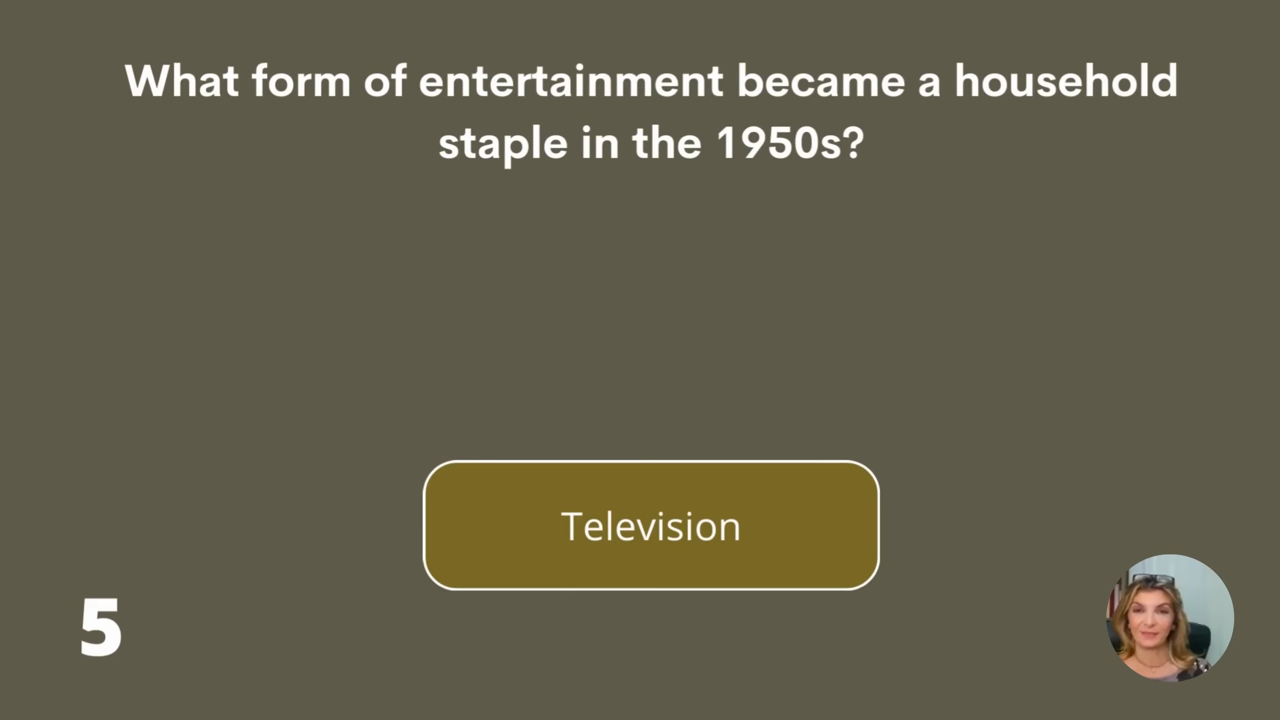 What form of entertainment became a household
staple in the 1950s?
Television
5